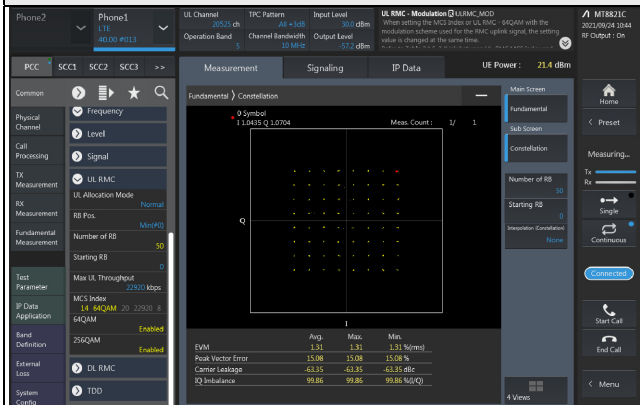 Phone2
Phone1
LTE
40.00 #013
UL Channel
20525 ch
Operation Band
5
TPC Pattern
All +3dB
Channel Bandwidth
10 MHz
Input Level
30.0 dBm
Output Level
-57.2 dBm
UL RMC - Modulation ULRMC_MOD
When setting the MCS Index or UL RMC - 64QAM with the
modulation scheme used for the RMC uplink signal, the setting
value is changed at the same time.
MT8821C
2021/09/24 10:44
RF Output : On
PCC
SCC1
SCC2
SCC3
>>
Measurement
Signaling
IP Data
UE Power : 21.4 dBm
Common
Physical
Channel
Call
Processing
TX
Measurement
RX
Measurement
Fundamental
Measurement
Test
Parameter
IP Data
Application
Band
Definition
External
Loss
System
Config
Frequency
Level
Signal
UL RMC
UL Allocation Mode
Normal
RB Pos.
Min(#0)
Number of RB
50
Starting RB
0
Max UL Throughput
22920 kbps
MCS Index
14 64QAM 20 22920 8
64QAM
Enabled
256QAM
Enabled
DL RMC
TDD
Fundamental > Constellation
0 Symbol
I 1.0435 Q 1.0704
Meas. Count : 1/ 1
Q
I
Avg. Max. Min.
EVM 1.31 1.31 1.31 %(rms)
Peak Vector Error 15.08 15.08 15.08 %
Carrier Leakage -63.35 -63.35 -63.35 dBc
IQ Imbalance 99.86 99.86 99.86 %(I/Q)
Main Screen
Fundamental
Sub Screen
Constellation
Number of RB
50
Starting RB
0
Interpolation (Constellation)
None
4 Views
Home
< Preset
Measuring...
Tx
Rx
Single
Continuous
Connected
Start Call
End Call
< Menu